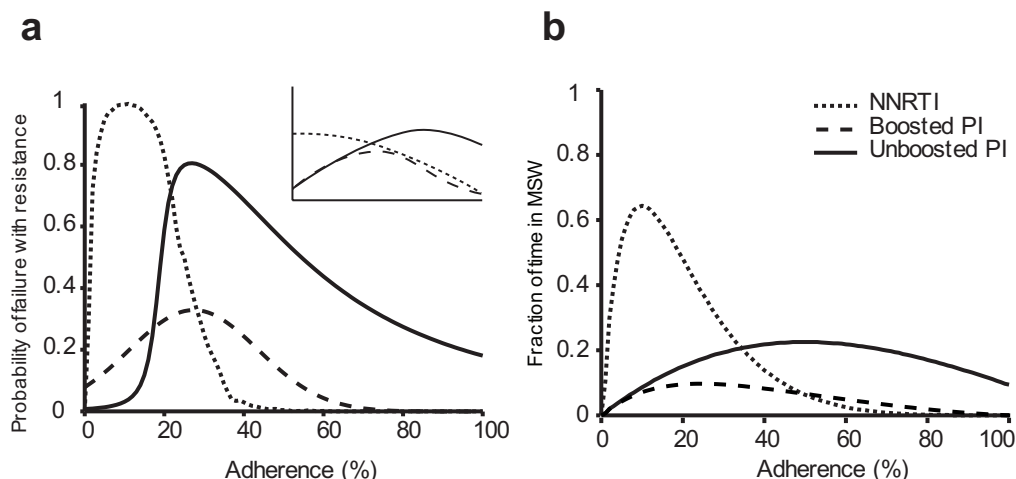 a
Probability of failure with resistance
1
0.8
0.6
0.4
0.2
0
0
20
40
60
80
100
Adherence (%)
b
NNRTI
Boosted PI
Unboosted PI
Fraction of time in MSW
1
0.8
0.6
0.4
0.2
0
0
20
40
60
80
100
Adherence (%)